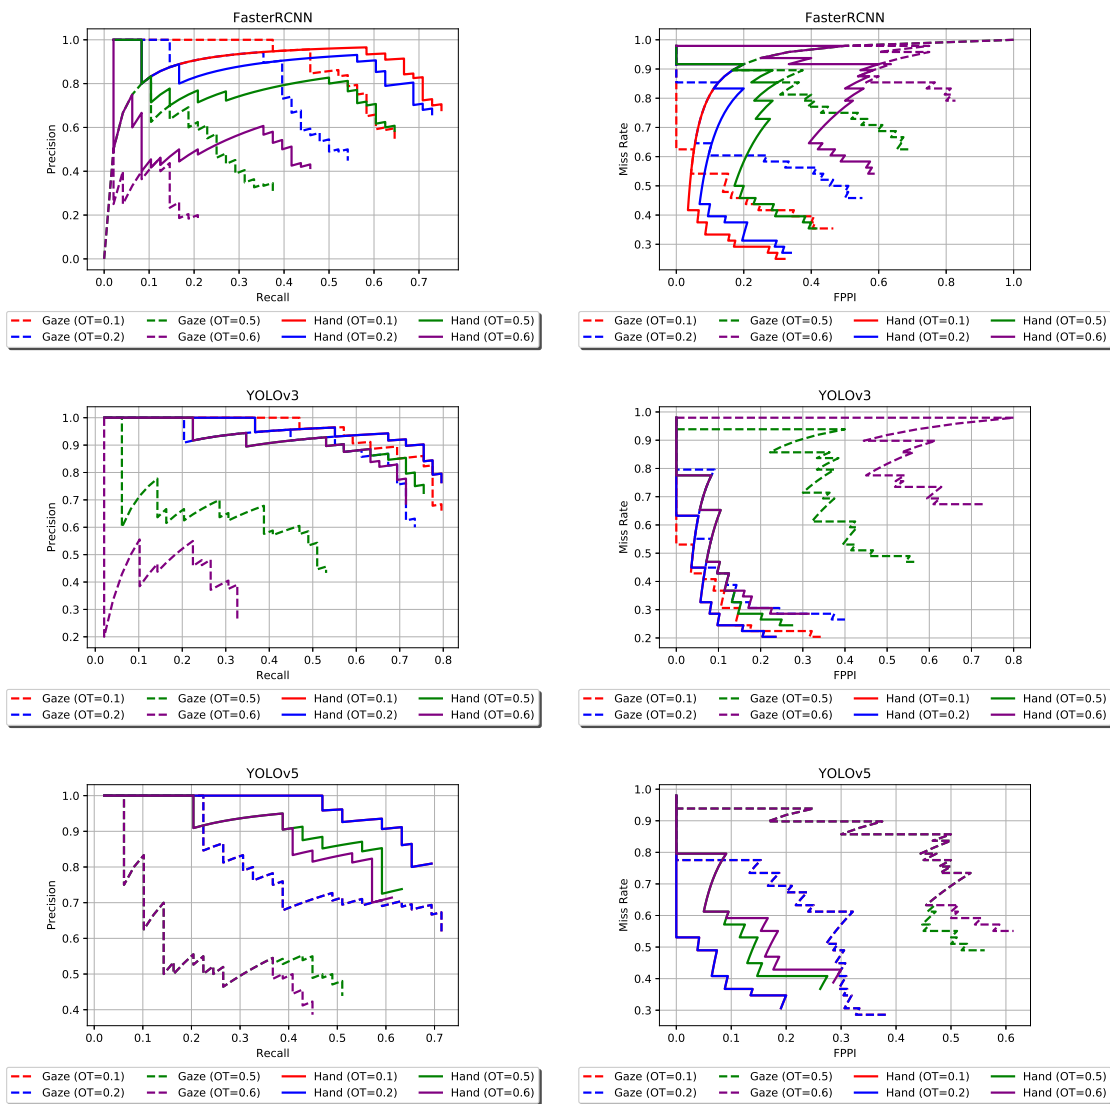 FasterRCNN
1.0
0.8
0.6
0.4
0.2
0.0
Precision
0.0 0.1 0.2 0.3 0.4 0.5 0.6 0.7
Recall
Gaze (OT=0.1) Gaze (OT=0.5) Hand (OT=0.1) Hand (OT=0.5)
Gaze (OT=0.2) Gaze (OT=0.6) Hand (OT=0.2) Hand (OT=0.6)
FasterRCNN
1.0
0.9
0.8
0.7
0.6
0.5
0.4
0.3
Miss Rate
0.0 0.2 0.4 0.6 0.8 1.0
FPPI
Gaze (OT=0.1) Gaze (OT=0.5) Hand (OT=0.1) Hand (OT=0.5)
Gaze (OT=0.2) Gaze (OT=0.6) Hand (OT=0.2) Hand (OT=0.6)
YOLOv3
1.0
0.9
0.8
0.7
0.6
0.5
0.4
0.3
0.2
Precision
0.0 0.1 0.2 0.3 0.4 0.5 0.6 0.7 0.8
Recall
Gaze (OT=0.1) Gaze (OT=0.5) Hand (OT=0.1) Hand (OT=0.5)
Gaze (OT=0.2) Gaze (OT=0.6) Hand (OT=0.2) Hand (OT=0.6)
YOLOv3
1.0
0.9
0.8
0.7
0.6
0.5
0.4
0.3
0.2
Miss Rate
0.0 0.1 0.2 0.3 0.4 0.5 0.6 0.7 0.8
FPPI
Gaze (OT=0.1) Gaze (OT=0.5) Hand (OT=0.1) Hand (OT=0.5)
Gaze (OT=0.2) Gaze (OT=0.6) Hand (OT=0.2) Hand (OT=0.6)
YOLOv5
1.0
0.9
0.8
0.7
0.6
0.5
0.4
Precision
0.0 0.1 0.2 0.3 0.4 0.5 0.6 0.7
Recall
Gaze (OT=0.1) Gaze (OT=0.5) Hand (OT=0.1) Hand (OT=0.5)
Gaze (OT=0.2) Gaze (OT=0.6) Hand (OT=0.2) Hand (OT=0.6)
YOLOv5
1.0
0.9
0.8
0.7
0.6
0.5
0.4
0.3
Miss Rate
0.0 0.1 0.2 0.3 0.4 0.5 0.6
FPPI
Gaze (OT=0.1) Gaze (OT=0.5) Hand (OT=0.1) Hand (OT=0.5)
Gaze (OT=0.2) Gaze (OT=0.6) Hand (OT=0.2) Hand (OT=0.6)